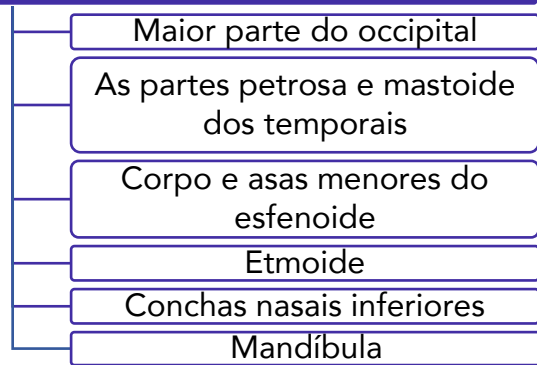 Maior parte do occipital
As partes petrosa e mastoide
dos temporais
Corpo e asas menores do
esfenoide
Etmoide
Conchas nasais inferiores
Mandíbula